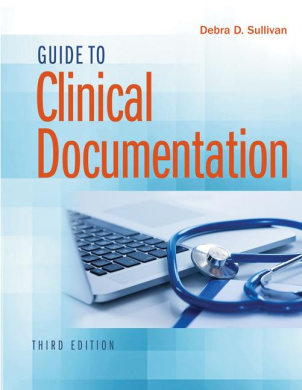 Debra D. Sullivan
GUIDE TO
Clinical
Documentation
THIRD EDITION